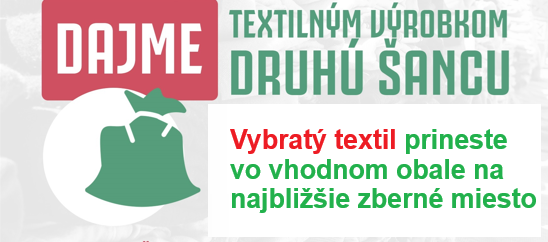 DAJME
TEXTILNÝM VÝROBKOM
DRUHÚ ŠANCU
Vybratý textil prineste
vo vhodnom obale na
najbližšie zberné miesto